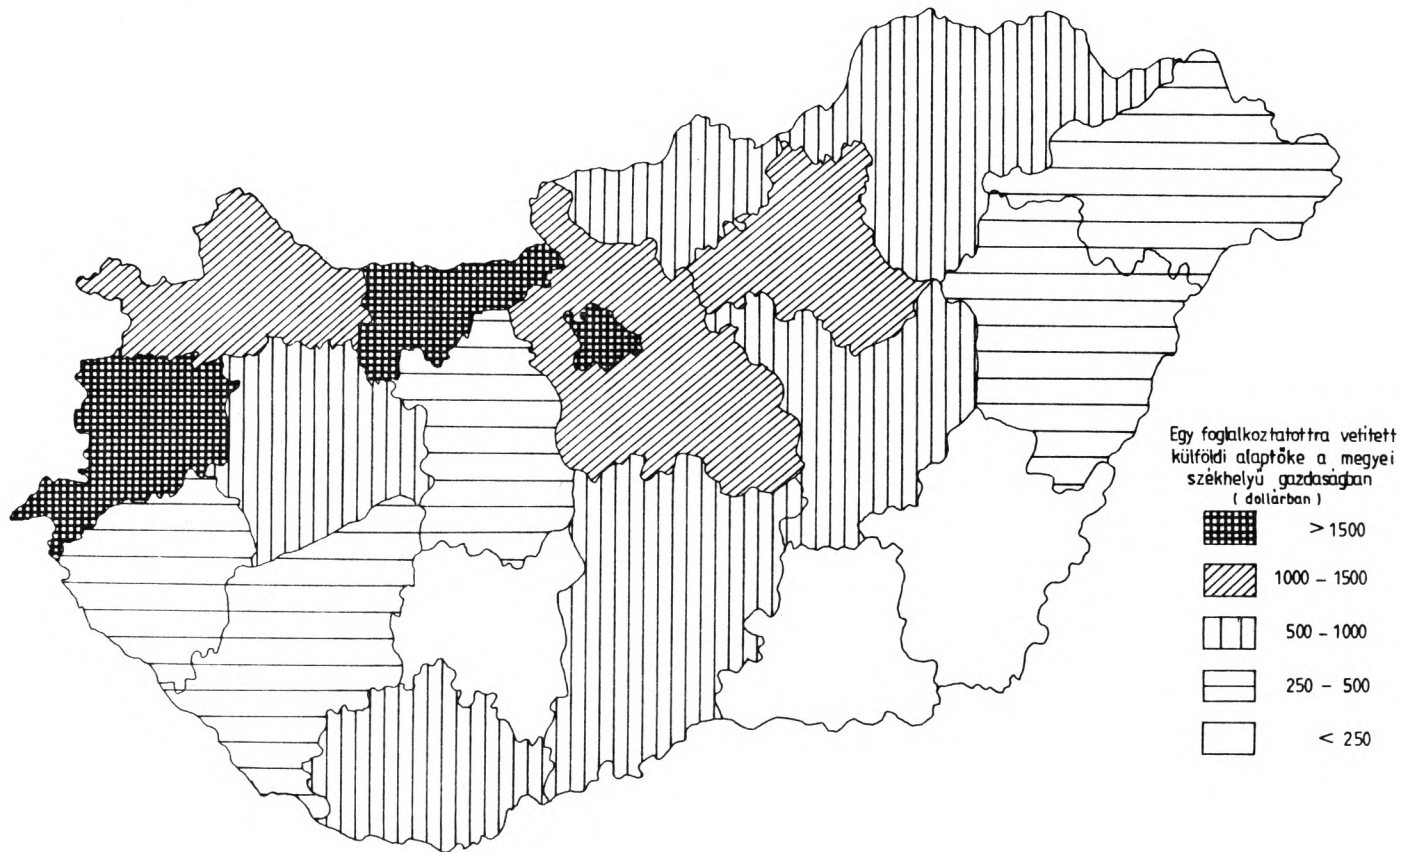 Egy foglalkoztatottra vetített
külföldi alaptőke a megyei
székhelyű gazdaságban
( dollárban )
> 1500
1000 - 1500
500 - 1000
250 - 500
< 250